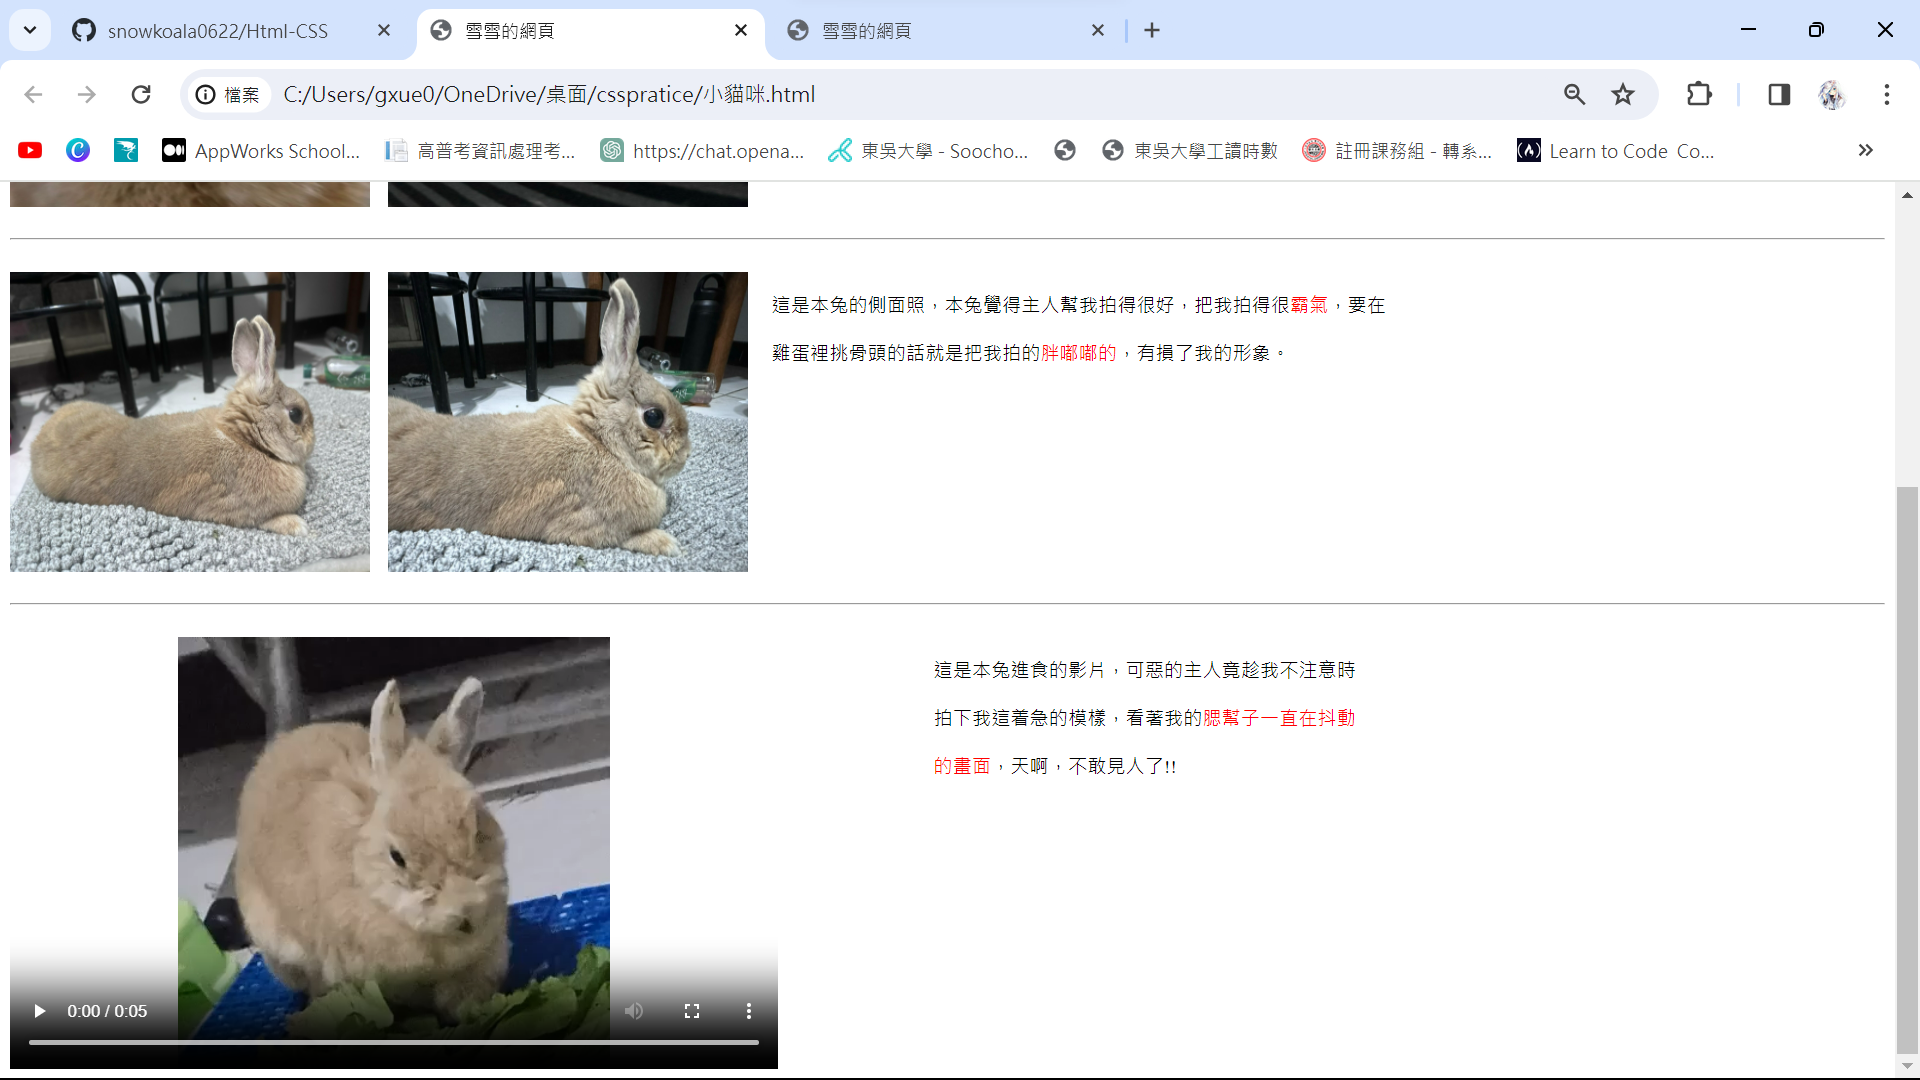 snowkoala0622/Html-CSS
雪雪的網頁
雪雪的網頁
檔案
C:/Users/gxue0/OneDrive/桌面/csspratice/小貓咪.html
AppWorks School...
高普考資訊處理考...
https://chat.opena...
東吳大學 - Soocho...
東吳大學工讀時數
註冊課務組 - 轉系...
Learn to Code Co...
這是本兔的側面照，本兔覺得主人幫我拍得很好，把我拍得很霸氣，要在
雞蛋裡挑骨頭的話就是把我拍的胖嘟嘟的，有損了我的形象。
這是本兔進食的影片，可惡的主人竟趁我不注意時
拍下我這着急的模樣，看著我的腮幫子一直在抖動
的畫面，天啊，不敢見人了!!
0:00 / 0:05